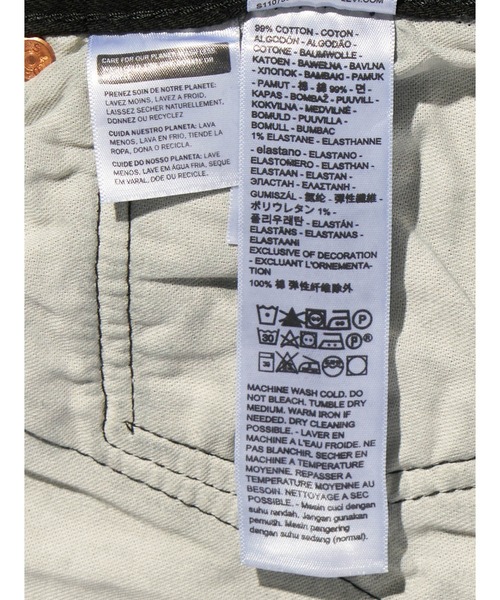 CARE FOR OUR PLANET:
PRENEZ SOIN DE NOTRE PLANETE:
LAVEZ MOINS, LAVEZ A FROID,
LAISSEZ SECHER NATURELLEMENT,
DONNEZ OU RECYCLEZ
CUIDA NUESTRO PLANETA: LAVA
MENOS, LAVA EN FRIO, TIENDE LA
ROPA, DONA O RECICLA.
CUIDE DO NOSSO PLANETA: LAVE
MENOS, LAVE EM ÁGUA FRIA, SEQUE
EM VARAL, DOE OU RECICLE.
99% COTTON - COTON -
ALGODÓN - ALGODÃO -
COTONE - BAUMWOLLE -
KATOEN - BAWEŁNA - BAVLNA
- ХЛОПОК - ΒΑΜΒΑΚΙ - PAMUK
- PAMUT - 棉 - 綿 99% - 면 -
KAPAS - BOMBAŽ - PUUVILL -
KOKVILNA - MEDVILNĖ -
BOMULD - PUUVILLA -
BOMULL - BUMBAC
1% ELASTANE - ELASTHANNE
- elastano - ELASTANO -
ELASTOMERO - ELASTHAN -
ELASTAAN - ELASTAN -
ЭЛАСТАН - ΕΛΑΣΤΑΝΗ -
GUMISZÁL - 氨纶 - 彈性纖維 -
ポリウレタン 1% -
폴리우레탄 - ELASTÁN -
ELASTĀNS - ELASTANAS -
ELASTAANI
EXCLUSIVE OF DECORATION
- EXCLUANT L'ORNEMENTA-
TION
100% 棉 弹性纤维除外
MACHINE WASH COLD. DO
NOT BLEACH. TUMBLE DRY
MEDIUM. WARM IRON IF
NEEDED. DRY CLEANING
POSSIBLE. - LAVER EN
MACHINE A L'EAU FROIDE. NE
PAS BLANCHIR. SECHER EN
MACHINE A TEMPERATURE
MOYENNE. REPASSER A
TEMPERATURE MOYENNE AU
BESOIN. NETTOYAGE A SEC
POSSIBLE. - Mesin cuci dengan
suhu rendah. Jangan gunakan
pemutih. Mesin pengering
dengan suhu sedang (normal).